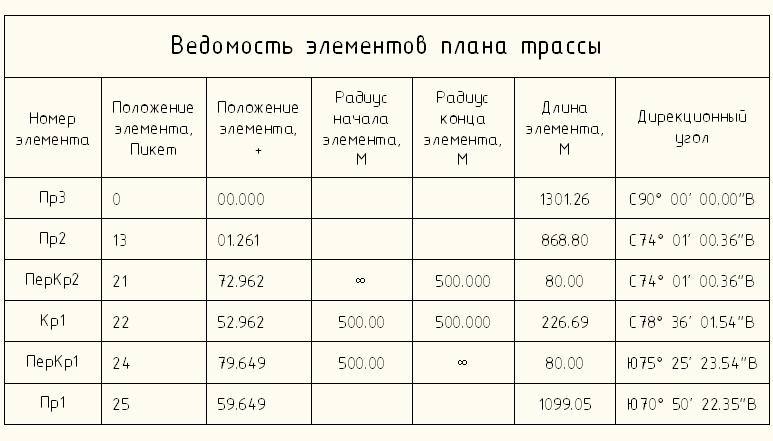 Ведомость элементов плана трассы
Номер элемента Положение элемента, Пикет Положение элемента, + Радиус начала элемента, М Радиус конца элемента, М Длина элемента, М Дирекционный угол
Пр3 0 00.000 1301.26 С90° 00' 00.00"В
Пр2 13 01.261 868.80 С74° 01' 00.36"В
ПерКр2 21 72.962 ∞ 500.000 80.00 С74° 01' 00.36"В
Кр1 22 52.962 500.00 500.000 226.69 С78° 36' 01.54"В
ПерКр1 24 79.649 500.00 ∞ 80.00 Ю75° 25' 23.54"В
Пр1 25 59.649 1099.05 Ю70° 50' 22.35"В